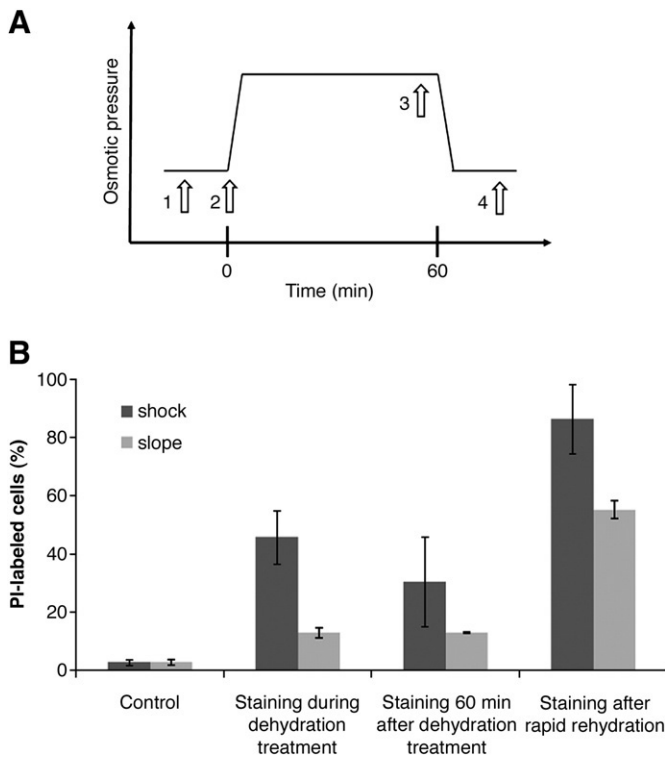 A
Osmotic pressure
1
2
3
4
0
60
Time (min)
B
PI-labeled cells (%)
100
80
60
40
20
0
shock
slope
Control
Staining during
dehydration
treatment
Staining 60 min
after dehydration
treatment
Staining after
rapid rehydration